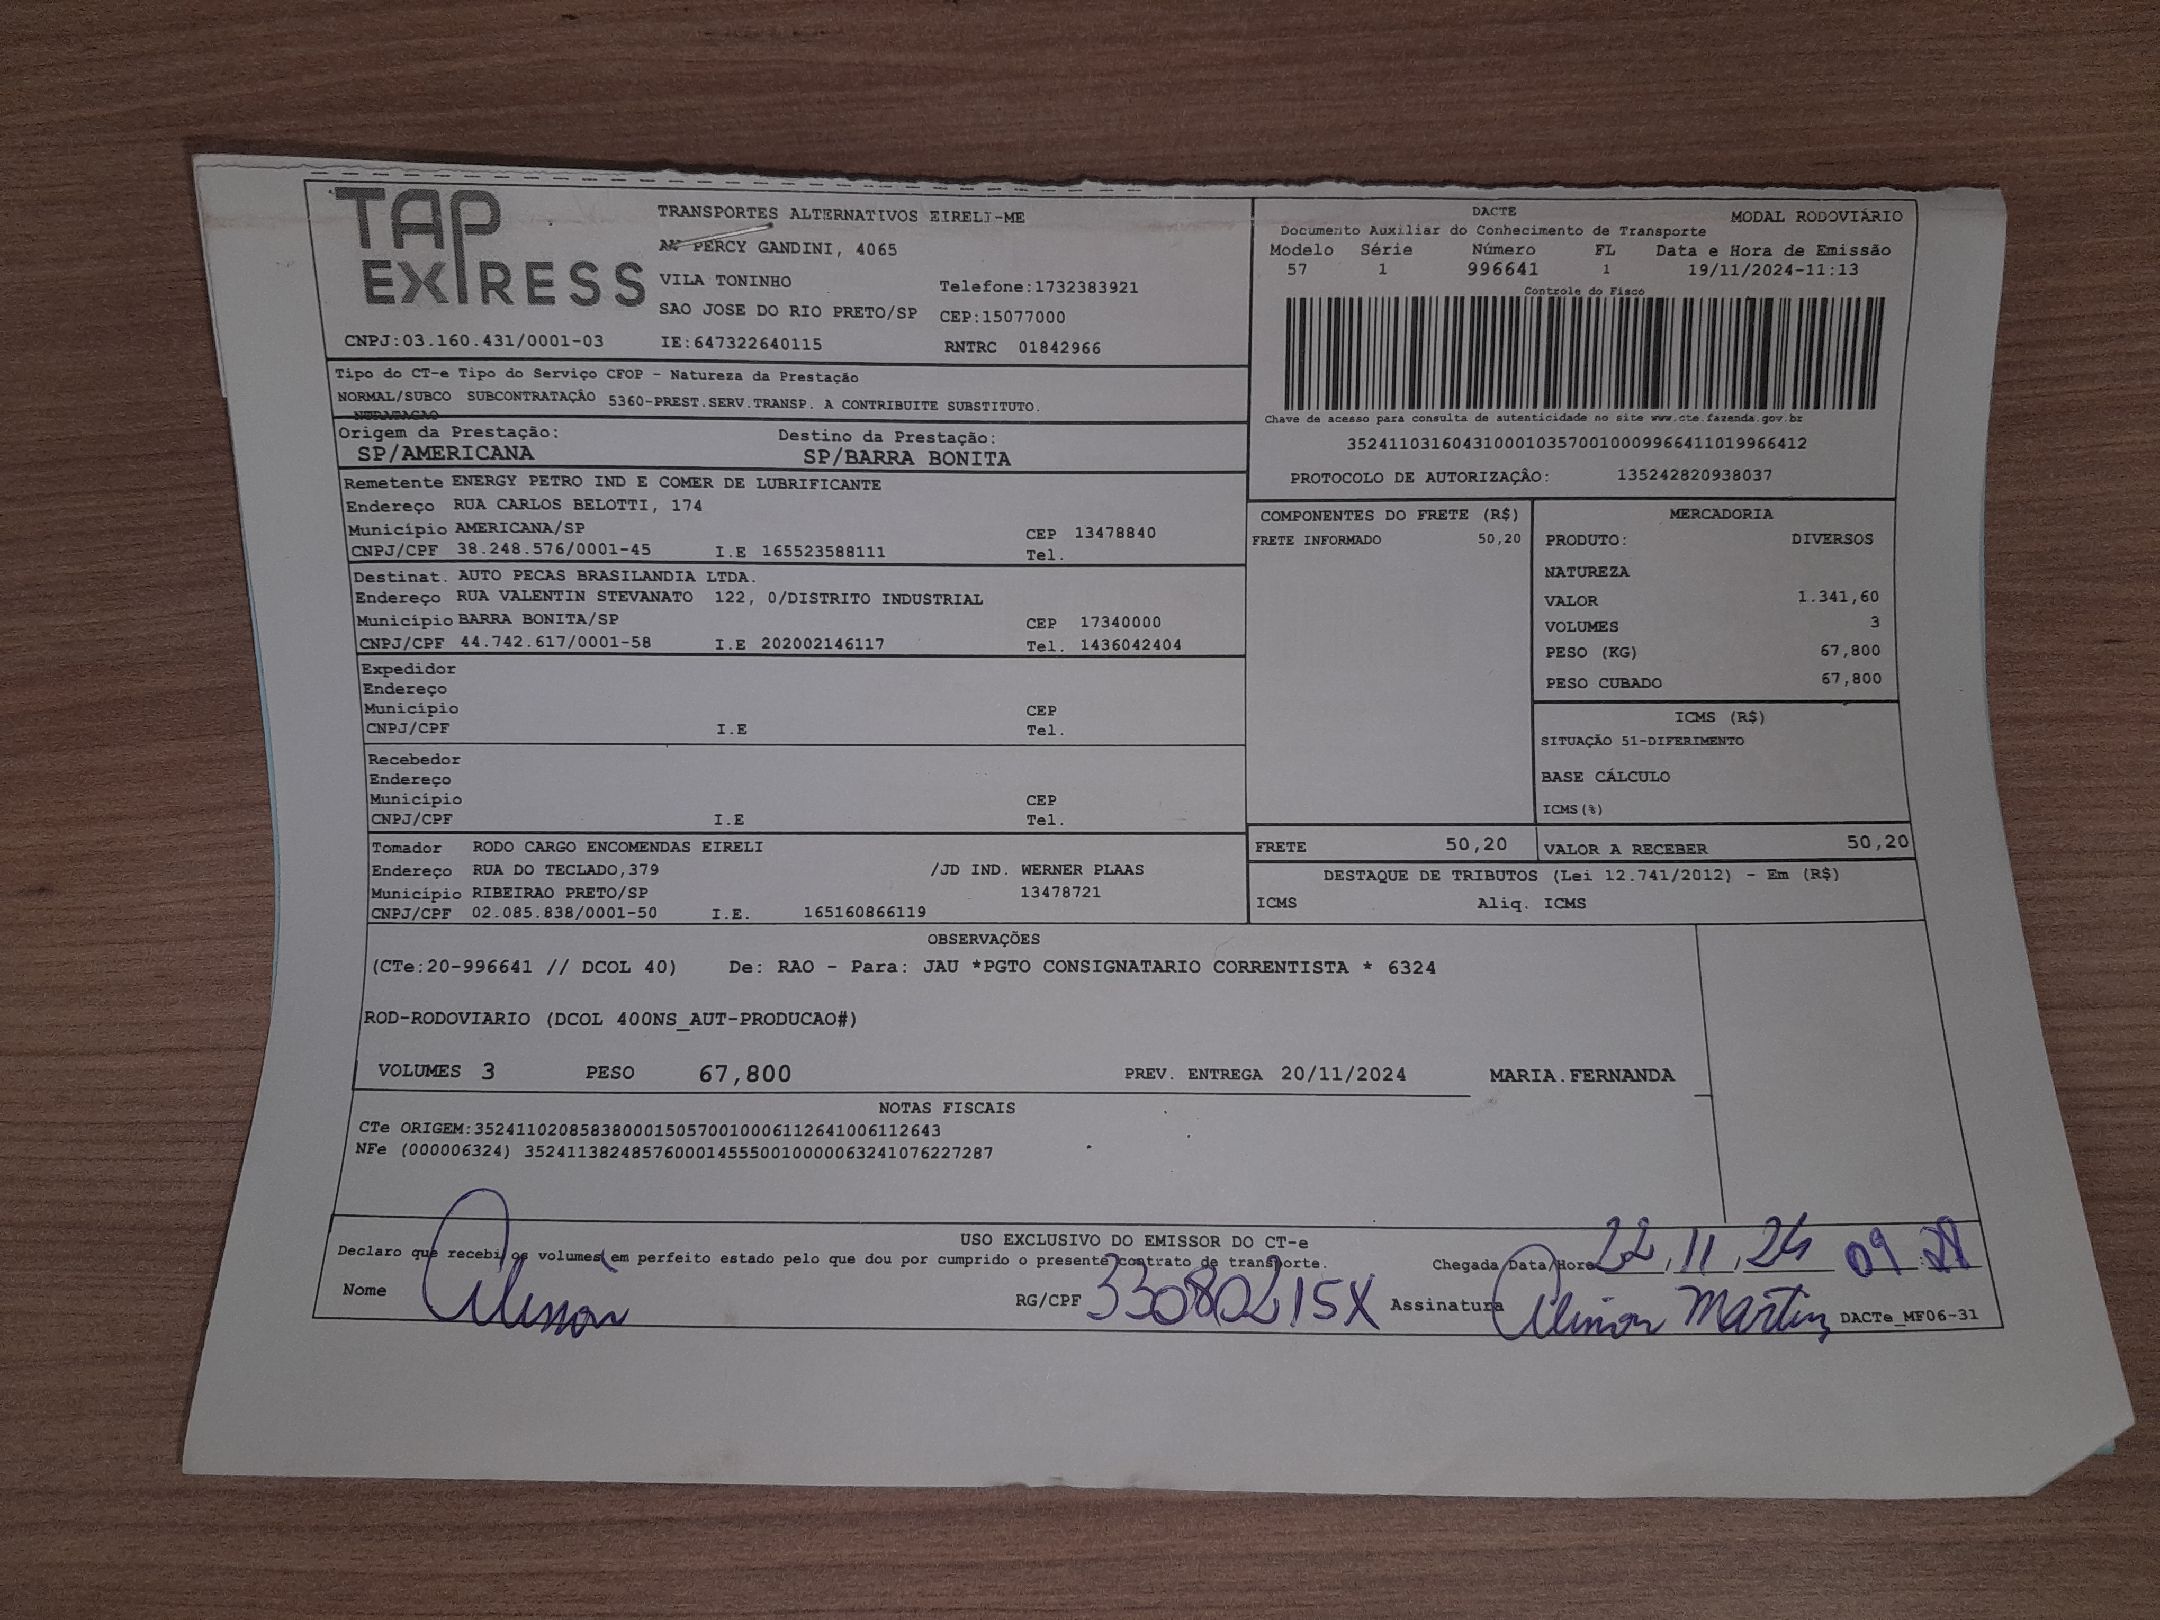 TAP EXPRESS
TRANSPORTES ALTERNATIVOS EIRELI-ME
PERCY GANDINI, 4065
VILA TONINHO Telefone:1732383921
SAO JOSE DO RIO PRETO/SP CEP:15077000
CNPJ:03.160.431/0001-03 IE:647322640115 RNTRC 01842966
DACTE MODAL RODOVIÁRIO
Documento Auxiliar do Conhecimento de Transporte
Modelo Série Número FL Data e Hora de Emissão
57 1 996641 1 19/11/2024-11:13
Controle do Fisco
Chave de acesso para consulta de autenticidade no site www.cte.fazenda.gov.br
35241103160431000103570010009966411019966412
PROTOCOLO DE AUTORIZAÇÂO: 135242820938037
Tipo do CT-e Tipo do Serviço CFOP - Natureza da Prestação
NORMAL/SUBCO SUBCONTRATAÇÂO 5360-PREST.SERV.TRANSP. A CONTRIBUITE SUBSTITUTO.
Origem da Prestação: Destino da Prestação:
SP/AMERICANA SP/BARRA BONITA
Remetente ENERGY PETRO IND E COMER DE LUBRIFICANTE
Endereço RUA CARLOS BELOTTI, 174
Município AMERICANA/SP CEP 13478840
CNPJ/CPF 38.248.576/0001-45 I.E 165523588111 Tel.
Destinat. AUTO PECAS BRASILANDIA LTDA.
Endereço RUA VALENTIN STEVANATO 122, 0/DISTRITO INDUSTRIAL
Município BARRA BONITA/SP CEP 17340000
CNPJ/CPF 44.742.617/0001-58 I.E 202002146117 Tel. 1436042404
Expedidor
Endereço
Município CEP
CNPJ/CPF I.E Tel.
Recebedor
Endereço
Município CEP
CNPJ/CPF I.E Tel.
Tomador RODO CARGO ENCOMENDAS EIRELI
Endereço RUA DO TECLADO,379 /JD IND. WERNER PLAAS
Município RIBEIRAO PRETO/SP 13478721
CNPJ/CPF 02.085.838/0001-50 I.E. 165160866119
COMPONENTES DO FRETE (R$)
FRETE INFORMADO 50,20
MERCADORIA
PRODUTO: DIVERSOS
NATUREZA
VALOR 1.341,60
VOLUMES 3
PESO (KG) 67,800
PESO CUBADO 67,800
ICMS (R$)
SITUAÇÃO 51-DIFERIMENTO
BASE CÁLCULO
ICMS(%)
FRETE 50,20 VALOR A RECEBER 50,20
DESTAQUE DE TRIBUTOS (Lei 12.741/2012) - Em (R$)
ICMS Aliq. ICMS
OBSERVAÇÕES
(CTe:20-996641 // DCOL 40) De: RAO - Para: JAU *PGTO CONSIGNATARIO CORRENTISTA * 6324
ROD-RODOVIARIO (DCOL 400NS_AUT-PRODUCAO#)
VOLUMES 3 PESO 67,800 PREV. ENTREGA 20/11/2024 MARIA.FERNANDA
NOTAS FISCAIS
CTe ORIGEM:35241102085838000150570010006112641006112643
NFe (000006324) 35241138248576000145550010000063241076227287
USO EXCLUSIVO DO EMISSOR DO CT-e
Declaro que recebi os volumes em perfeito estado pelo que dou por cumprido o presente contrato de transporte. Chegada Data/Hora 22 11 24 09
Nome RG/CPF 33080215X Assinatura Martins DACTe_MF06-31